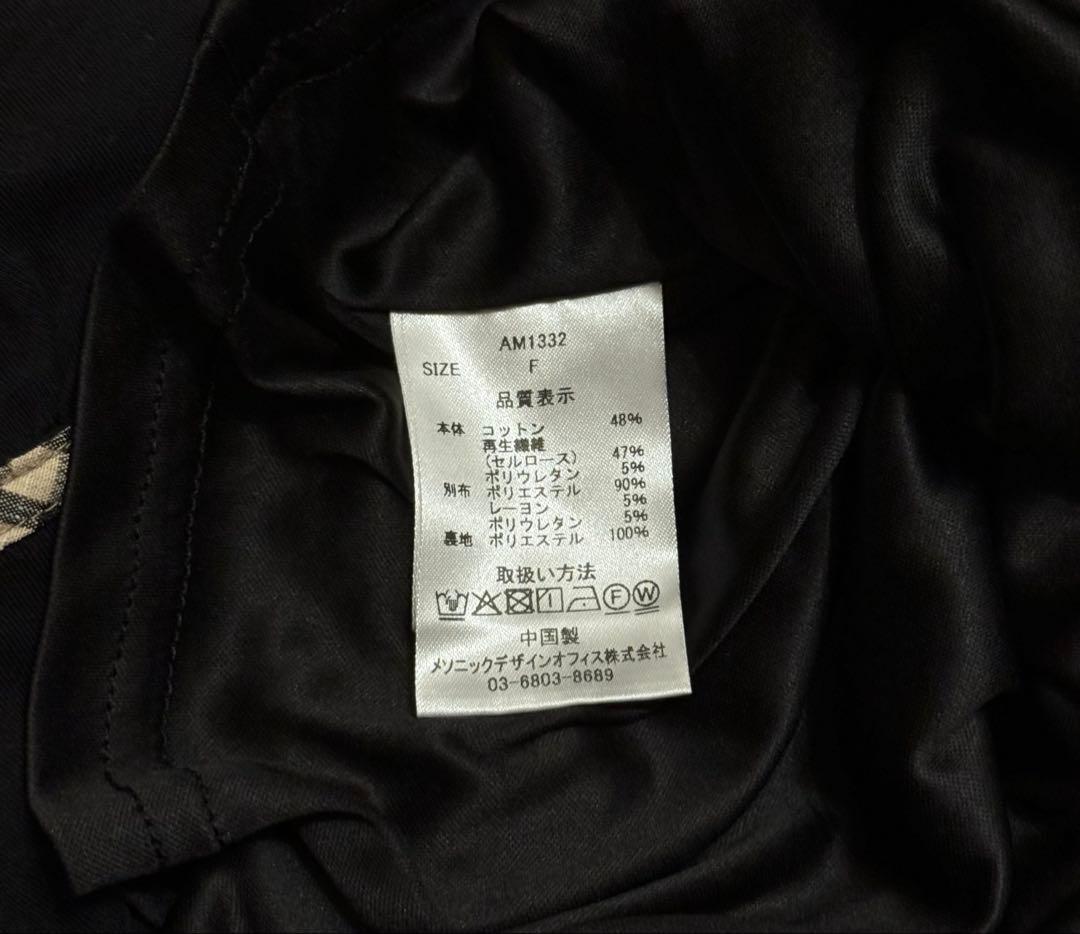 AM1332
SIZE F
品質表示
本体 コットン 48%
再生繊維
(セルロース) 47%
ポリウレタン 5%
別布 ポリエステル 90%
レーヨン 5%
ポリウレタン 5%
裏地 ポリエステル 100%
取扱い方法
F W
中国製
メソニックデザインオフィス株式会社
03-6803-8689